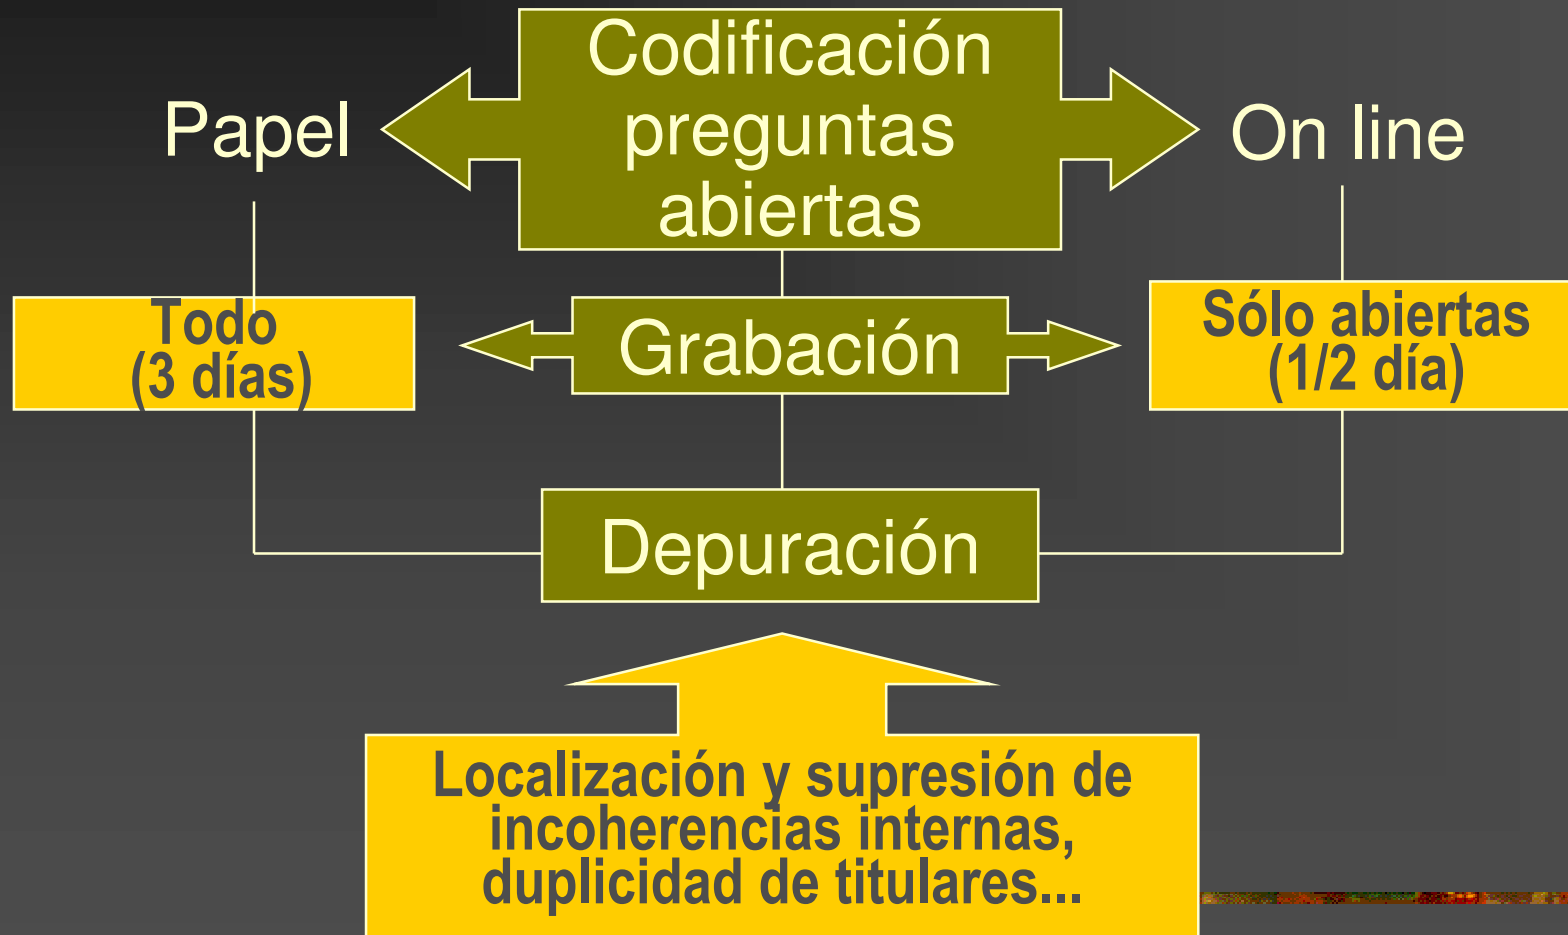 Codificación
preguntas
abiertas
Papel
On line
Todo
(3 días)
Grabación
Sólo abiertas
(1/2 día)
Depuración
Localización y supresión de
incoherencias internas,
duplicidad de titulares...